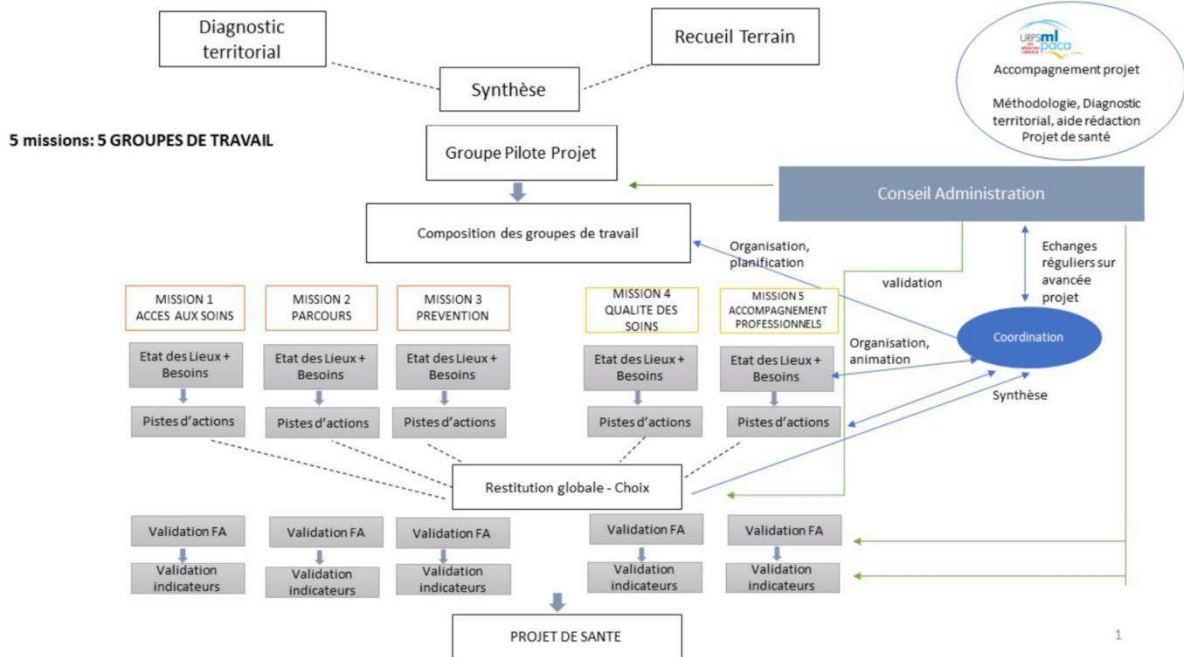 Diagnostic
territorial
Recueil Terrain
Synthèse
URPSml
LES MÉDECINS LIBÉRAUX
paca
Accompagnement projet
Méthodologie, Diagnostic
territorial, aide rédaction
Projet de santé
5 missions: 5 GROUPES DE TRAVAIL
Groupe Pilote Projet
Conseil Administration
Composition des groupes de travail
Organisation,
planification
validation
Echanges
réguliers sur
avancée
projet
MISSION 1
ACCES AUX SOINS
MISSION 2
PARCOURS
MISSION 3
PREVENTION
MISSION 4
QUALITE DES
SOINS
MISSION 5
ACCOMPAGNEMENT
PROFESSIONNELS
Coordination
Organisation,
animation
Etat des Lieux +
Besoins
Etat des Lieux +
Besoins
Etat des Lieux +
Besoins
Etat des Lieux +
Besoins
Etat des Lieux +
Besoins
Synthèse
Pistes d'actions
Pistes d'actions
Pistes d'actions
Pistes d'actions
Pistes d'actions
Restitution globale - Choix
Validation FA
Validation FA
Validation FA
Validation FA
Validation FA
Validation
indicateurs
Validation
indicateurs
Validation
indicateurs
Validation
indicateurs
Validation
indicateurs
PROJET DE SANTE
1